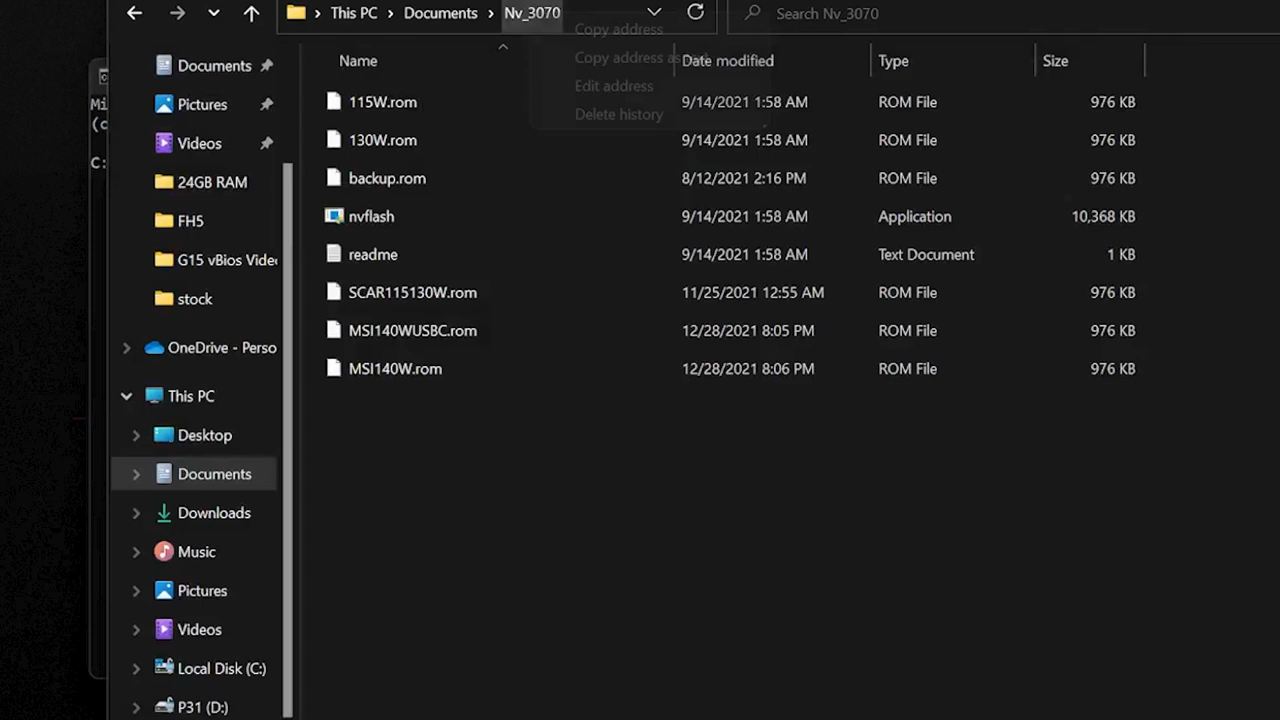 This PC > Documents > Nv_3070
Search Nv_3070
Copy address
Copy address as
Edit address
Delete history
Mi
(c
C:
Documents
Pictures
Videos
24GB RAM
FH5
G15 vBios Vide
stock
OneDrive - Perso
This PC
Desktop
Documents
Downloads
Music
Pictures
Videos
Local Disk (C:)
P31 (D:)
Name Date modified Type Size
115W.rom 9/14/2021 1:58 AM ROM File 976 KB
130W.rom 9/14/2021 1:58 AM ROM File 976 KB
backup.rom 8/12/2021 2:16 PM ROM File 976 KB
nvflash 9/14/2021 1:58 AM Application 10,368 KB
readme 9/14/2021 1:58 AM Text Document 1 KB
SCAR115130W.rom 11/25/2021 12:55 AM ROM File 976 KB
MSI140WUSBC.rom 12/28/2021 8:05 PM ROM File 976 KB
MSI140W.rom 12/28/2021 8:06 PM ROM File 976 KB